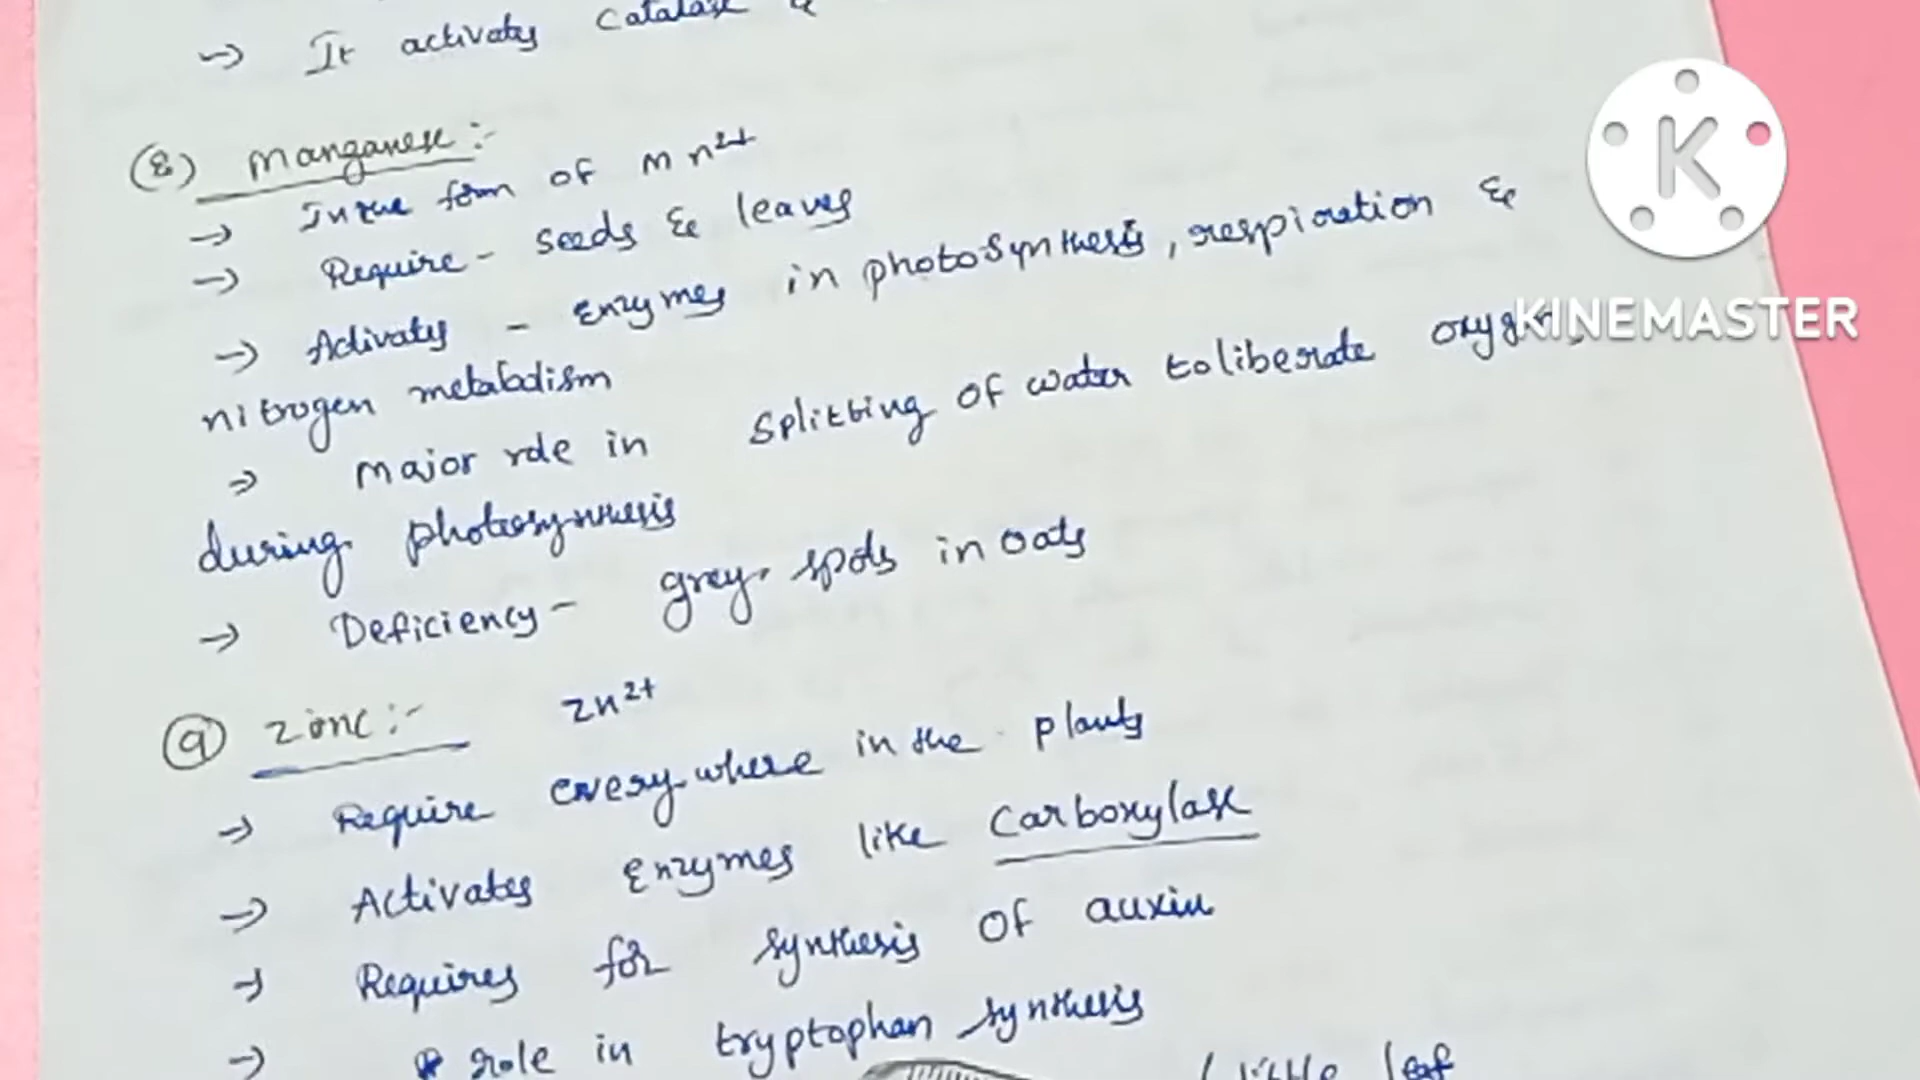 → It activates catalase &
(8) Manganese :-
→ In the form of Mn²⁺
→ Require - seeds & leaves
→ Activates - Enzymes in photosynthesis, respiration &
nitrogen metabolism
→ Major role in splitting of water to liberate oxygen
during photosynthesis
→ Deficiency - grey spots in oats
(9) Zinc :- Zn²⁺
→ Require everywhere in the plants
→ Activates Enzymes like Carboxylase
→ Requires for synthesis of auxin
→ role in tryptophan synthesis
little leaf
K
KINEMASTER